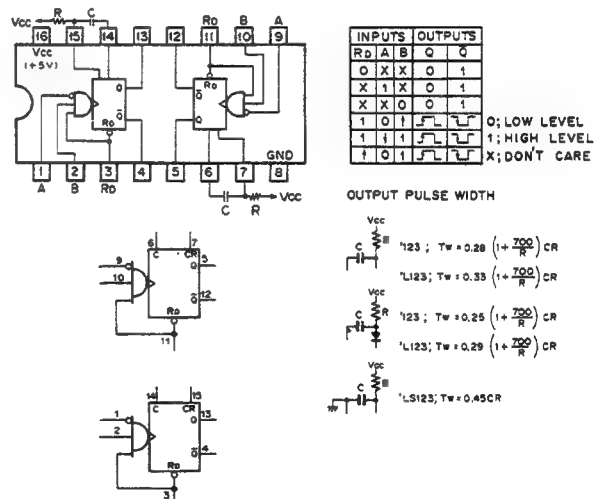 Vcc R C
RD B A
16 15 14 13 12 11 10 9
Vcc
(+5V)
Q Q̄
RD
Q̄ Q
RD
GND
1 2 3 4 5 6 7 8
A B RD
C R Vcc
INPUTS OUTPUTS
RD A B Q Q̄
0 X X 0 1
X 1 X 0 1
X X 0 0 1
1 0 ↑
1 ↓ 1
↑ 0 1
0; LOW LEVEL
1; HIGH LEVEL
X; DON'T CARE
OUTPUT PULSE WIDTH
Vcc
C
'123; Tw = 0.28 (1+ 700/R) CR
'L123; Tw = 0.33 (1+ 700/R) CR
Vcc
C R
'123; Tw = 0.25 (1+ 700/R) CR
'L123; Tw = 0.29 (1+ 700/R) CR
Vcc
C
'LS123; Tw = 0.45CR
6 7
C CR
9 Q 5
10
Q̄ 12
RD
11
14 15
C CR
1 Q 13
2
Q̄ 4
RD
3